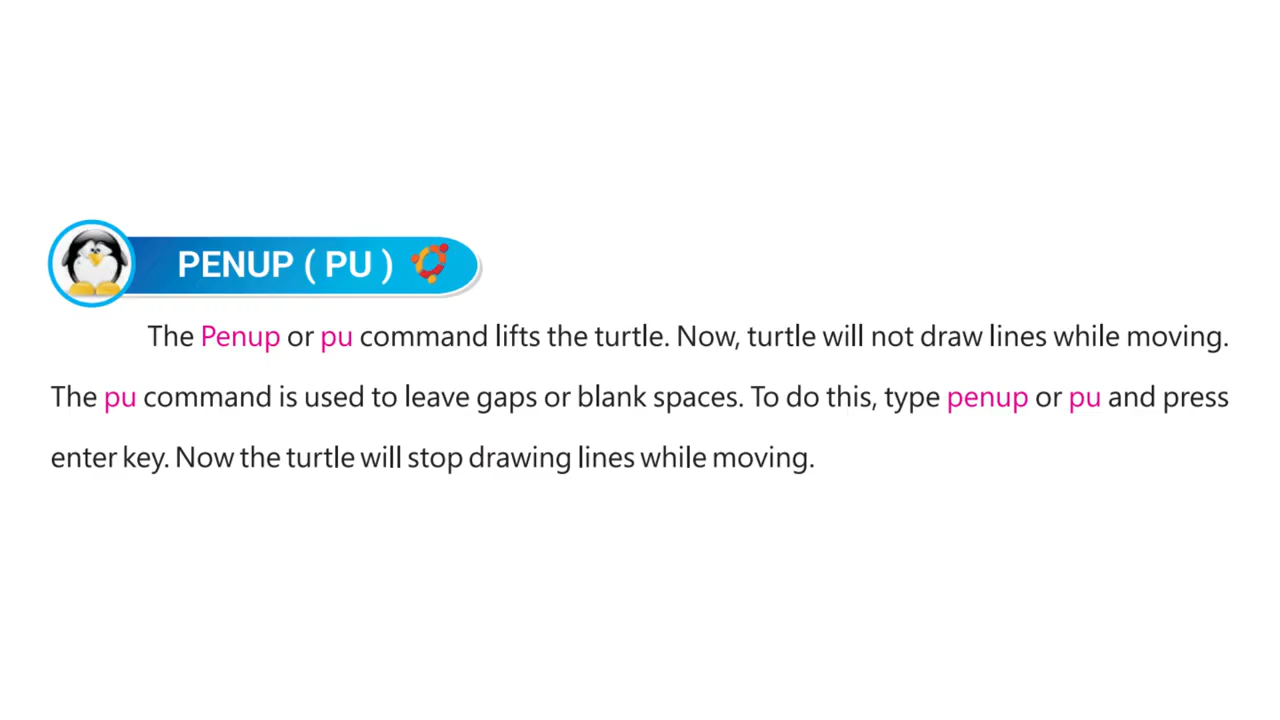 PENUP ( PU )
The Penup or pu command lifts the turtle. Now, turtle will not draw lines while moving.
The pu command is used to leave gaps or blank spaces. To do this, type penup or pu and press
enter key. Now the turtle will stop drawing lines while moving.